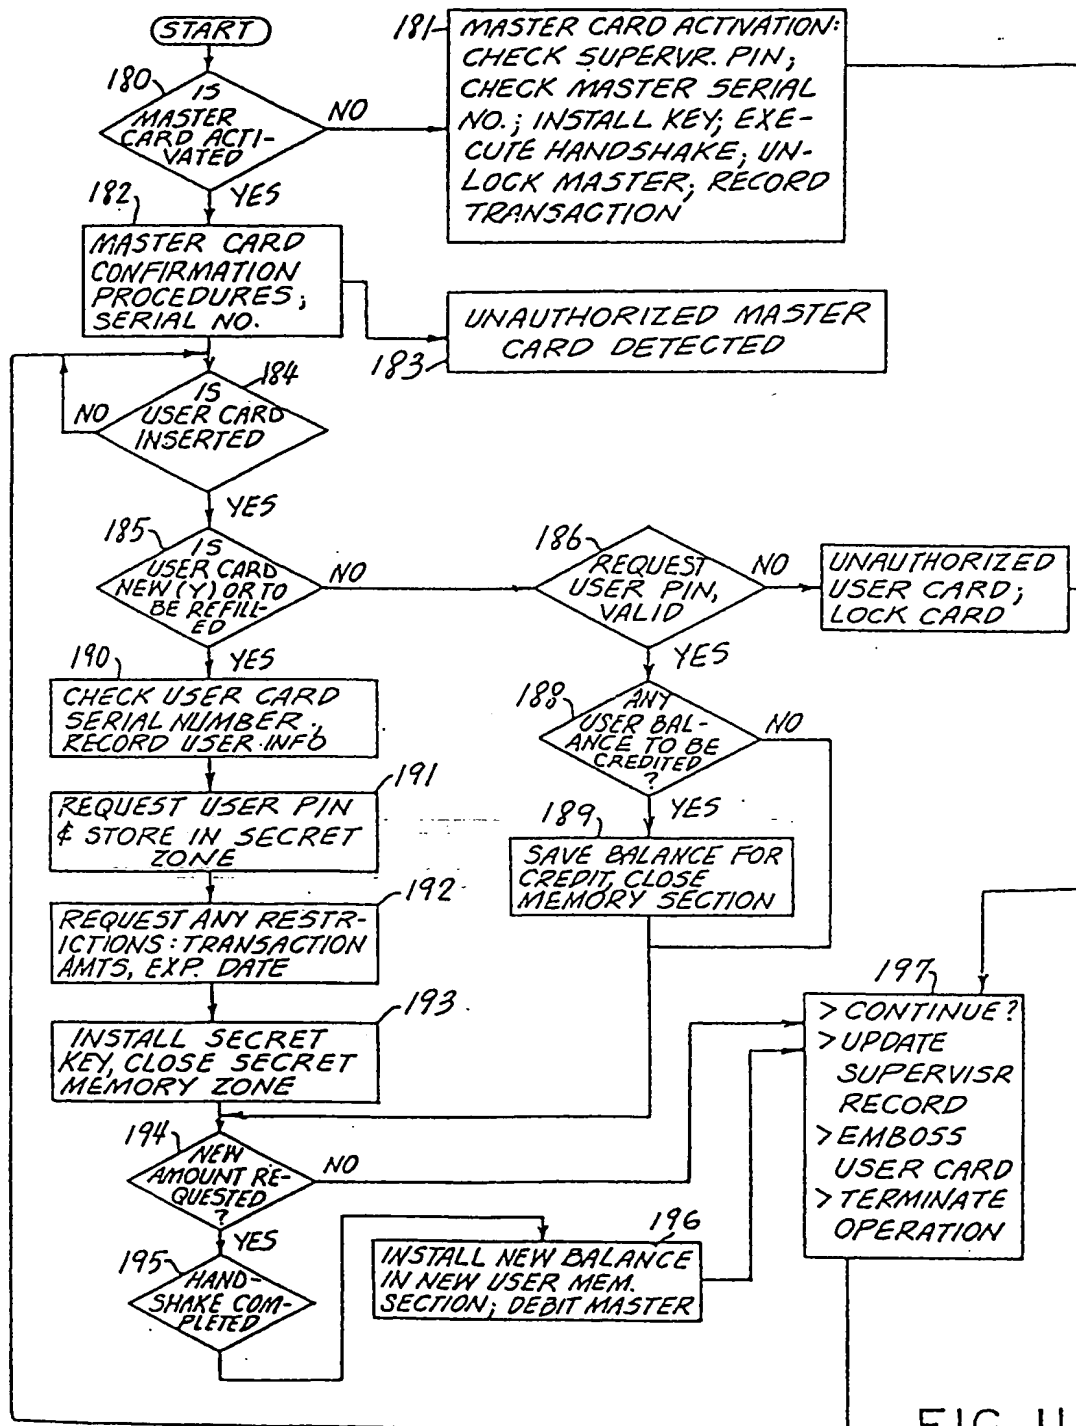 START
180
IS
MASTER
CARD ACTI-
VATED
NO
YES
181
MASTER CARD ACTIVATION:
CHECK SUPERVR. PIN;
CHECK MASTER SERIAL
NO.; INSTALL KEY; EXE-
CUTE HANDSHAKE; UN-
LOCK MASTER; RECORD
TRANSACTION
182
MASTER CARD
CONFIRMATION
PROCEDURES;
SERIAL NO.
UNAUTHORIZED MASTER
CARD DETECTED
183
184
IS
USER CARD
INSERTED
NO
YES
185
IS
USER CARD
NEW (Y) OR TO
BE REFILL-
ED
NO
YES
186
REQUEST
USER PIN,
VALID
NO
YES
UNAUTHORIZED
USER CARD;
LOCK CARD
188
ANY
USER BAL-
ANCE TO BE
CREDITED
?
NO
YES
189
SAVE BALANCE FOR
CREDIT, CLOSE
MEMORY SECTION
190
CHECK USER CARD
SERIAL NUMBER;
RECORD USER INFO
191
REQUEST USER PIN
& STORE IN SECRET
ZONE
192
REQUEST ANY RESTR-
ICTIONS: TRANSACTION
AMTS, EXP. DATE
193
INSTALL SECRET
KEY, CLOSE SECRET
MEMORY ZONE
194
NEW
AMOUNT RE-
QUESTED
?
NO
YES
195
HAND-
SHAKE COM-
PLETED
196
INSTALL NEW BALANCE
IN NEW USER MEM.
SECTION; DEBIT MASTER
197
> CONTINUE?
> UPDATE
SUPERVISR
RECORD
> EMBOSS
USER CARD
> TERMINATE
OPERATION
FIG. 11